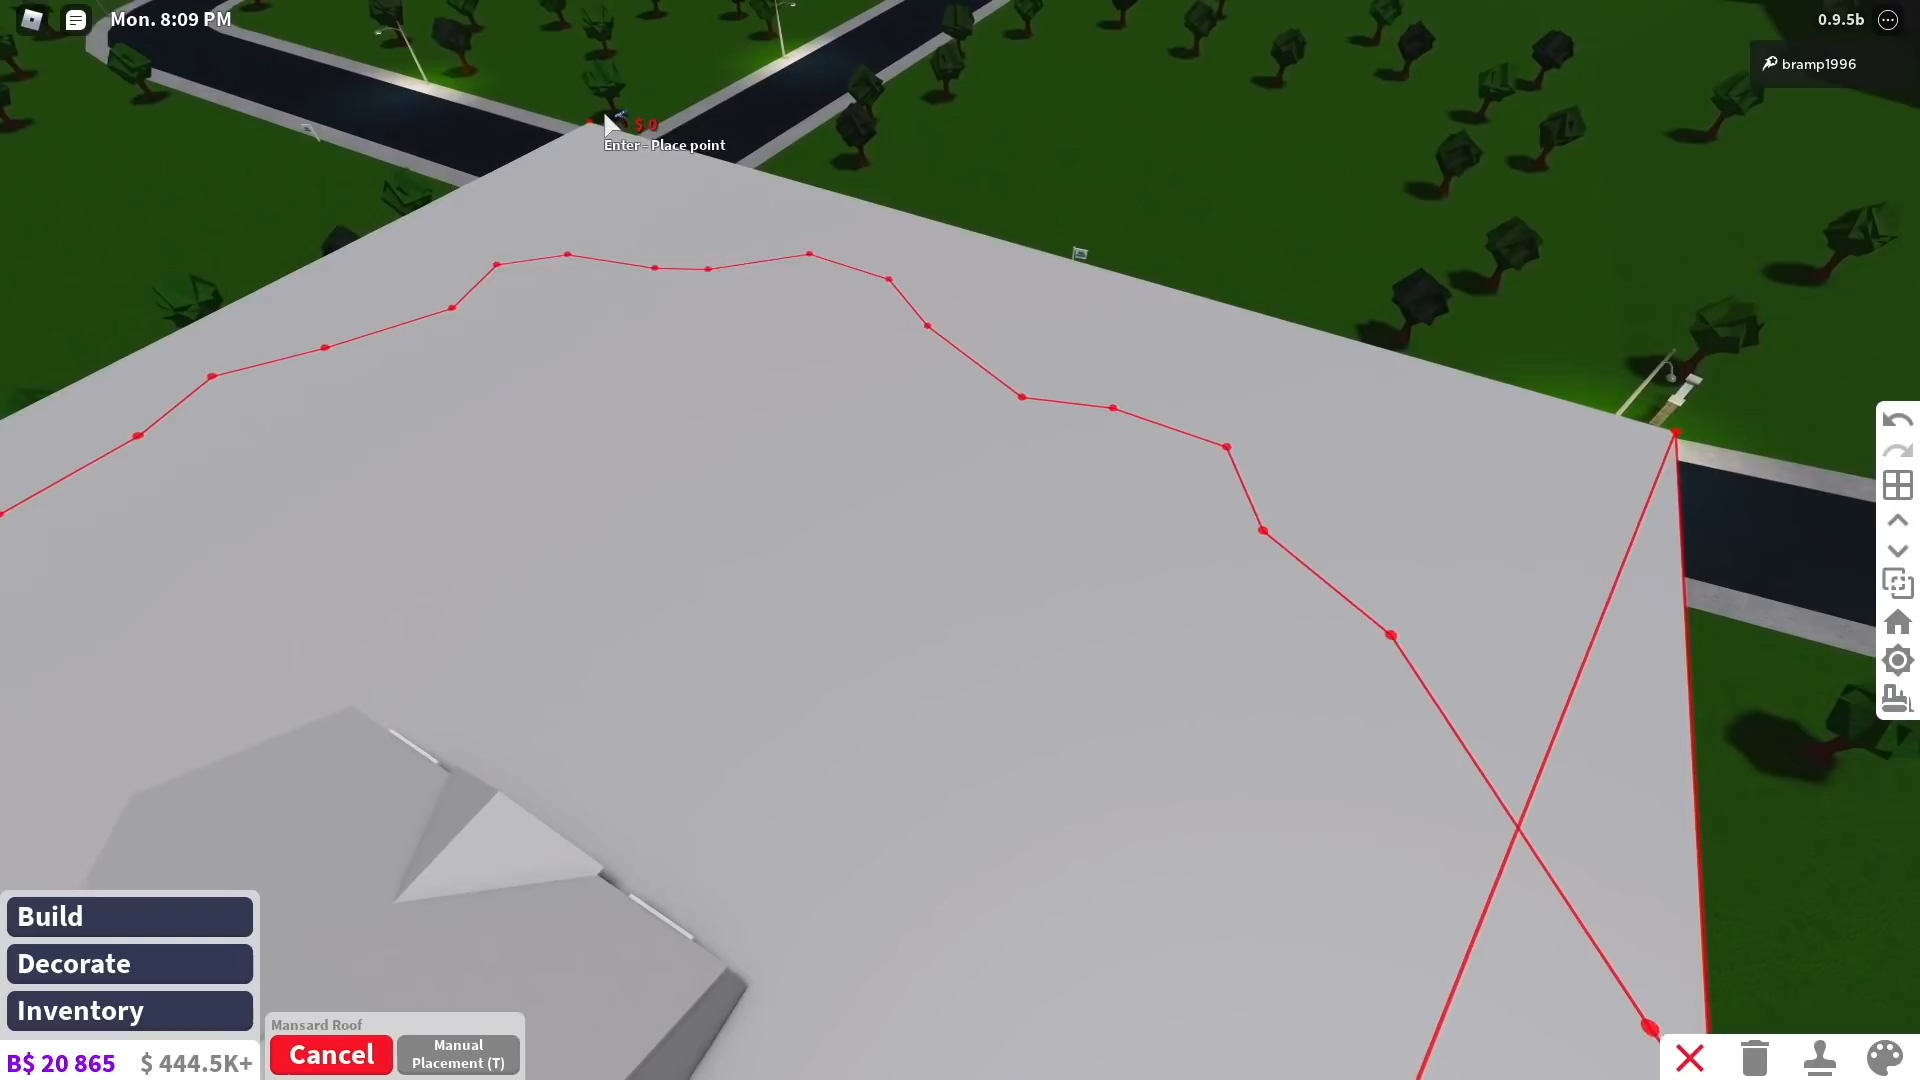 Mon. 8:09 PM
0.9.5b
bramp1996
$ 0
Enter - Place point
Build
Decorate
Inventory
B$ 20 865
$ 444.5K+
Mansard Roof
Cancel
Manual
Placement (T)